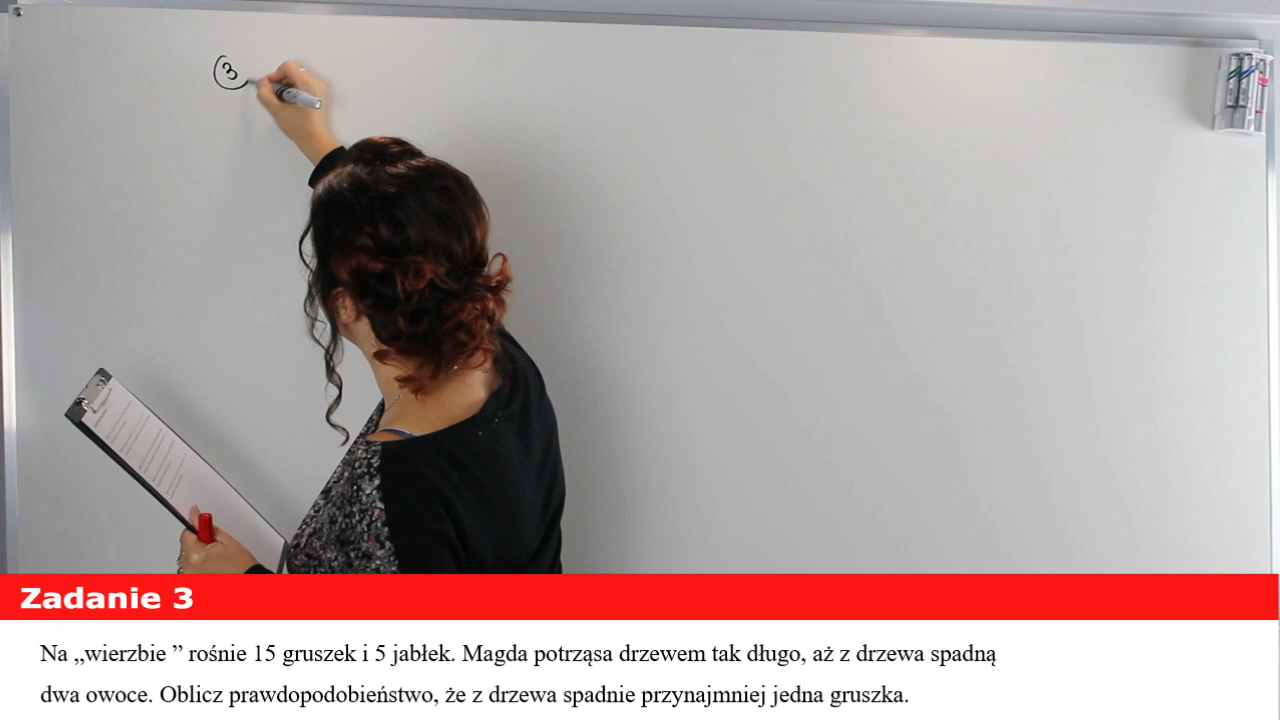 3
Zadanie 3
Na „wierzbie ” rośnie 15 gruszek i 5 jabłek. Magda potrząsa drzewem tak długo, aż z drzewa spadną
dwa owoce. Oblicz prawdopodobieństwo, że z drzewa spadnie przynajmniej jedna gruszka.